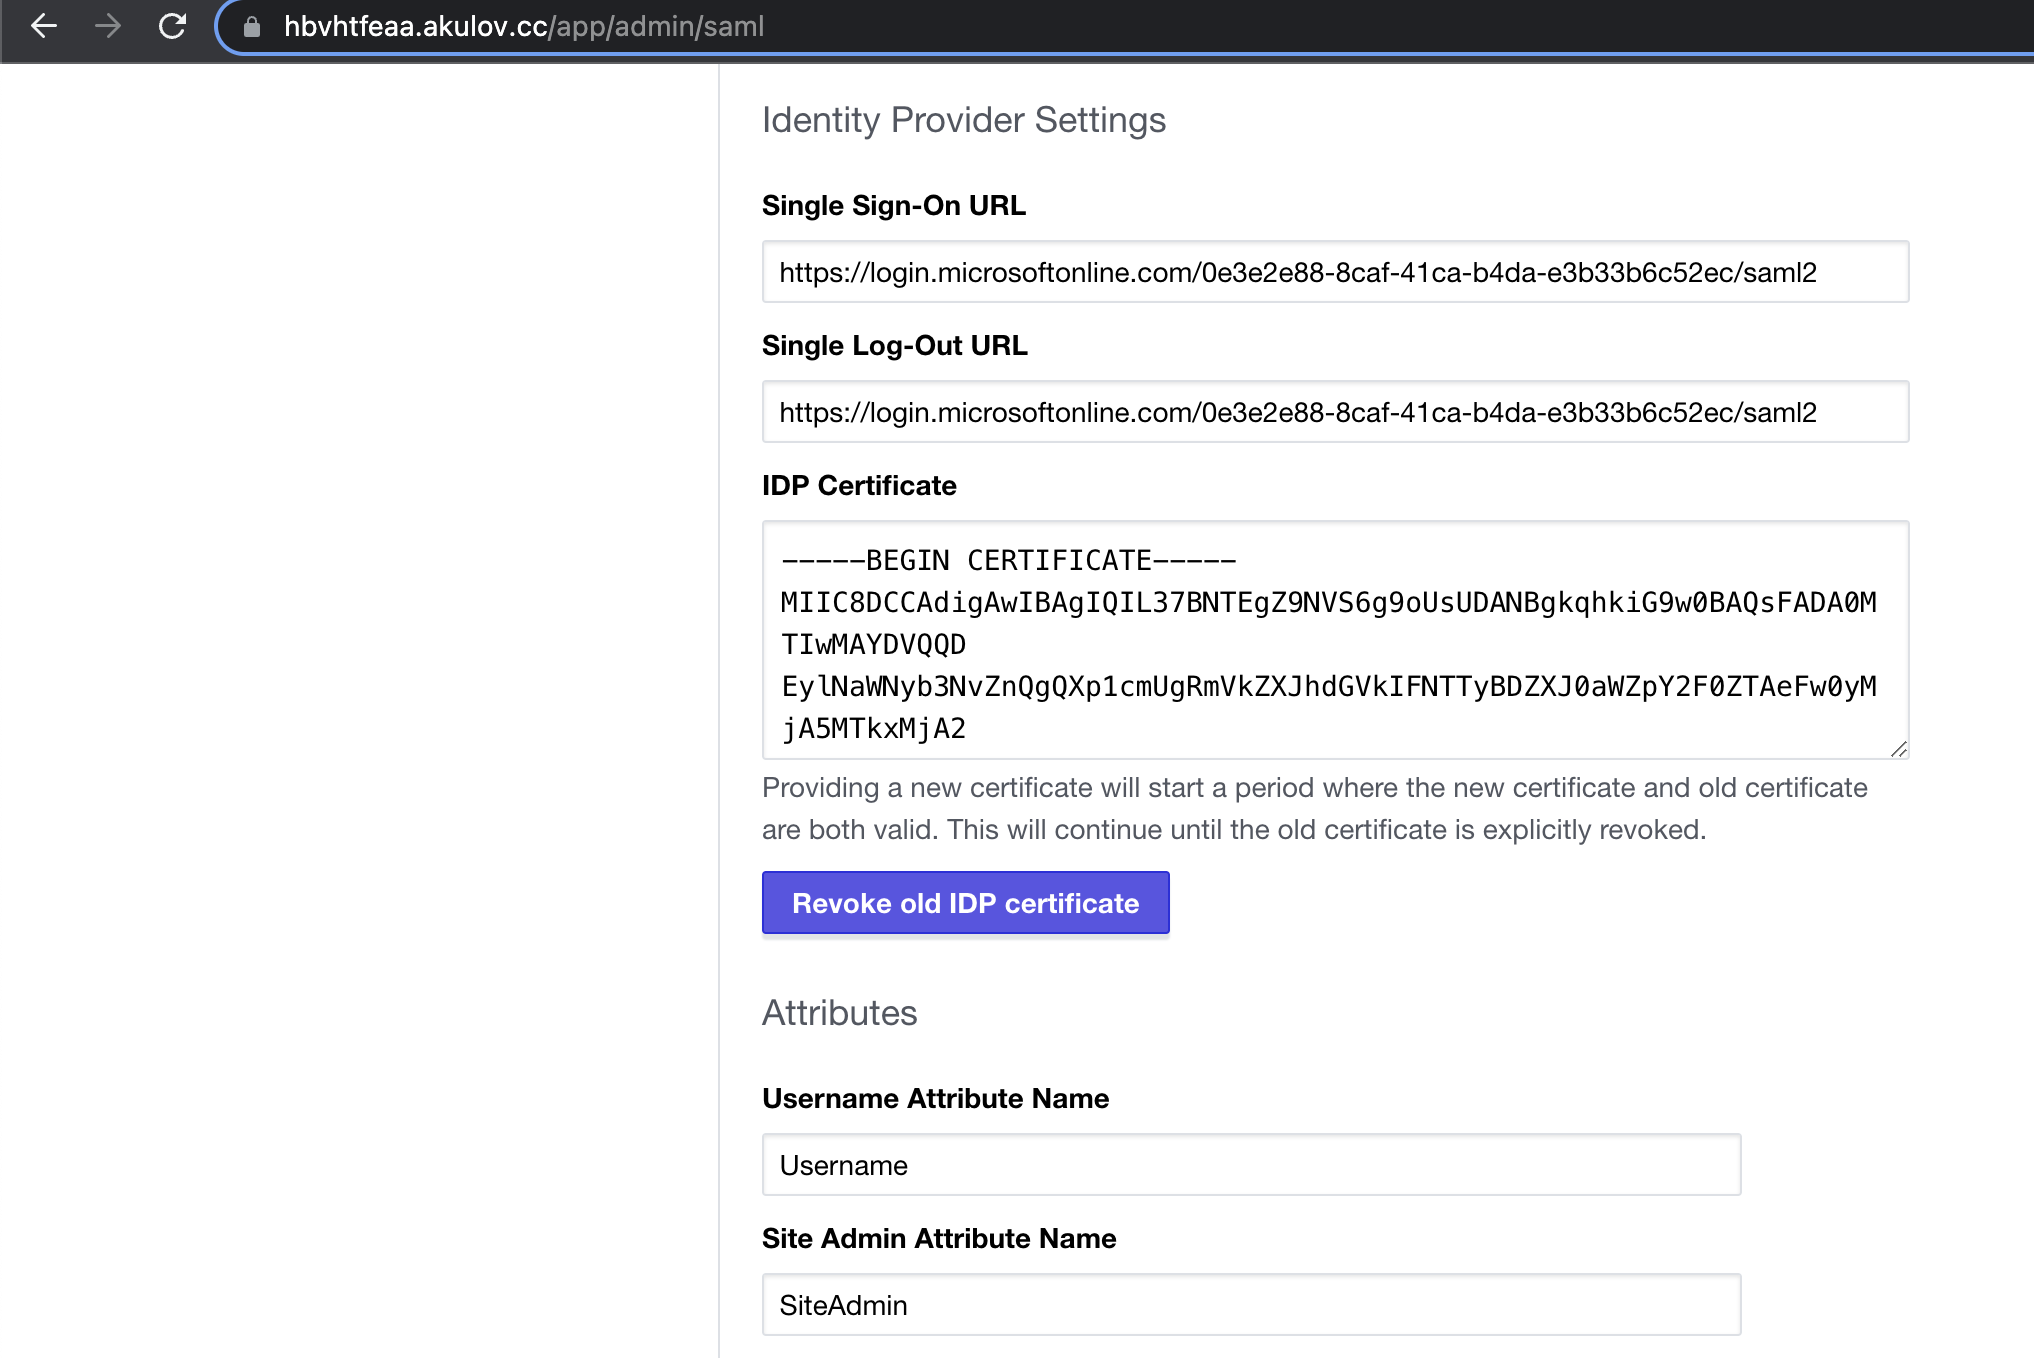 hbvhtfeaa.akulov.cc/app/admin/saml
Identity Provider Settings
Single Sign-On URL
https://login.microsoftonline.com/0e3e2e88-8caf-41ca-b4da-e3b33b6c52ec/saml2
Single Log-Out URL
https://login.microsoftonline.com/0e3e2e88-8caf-41ca-b4da-e3b33b6c52ec/saml2
IDP Certificate
-----BEGIN CERTIFICATE-----
MIIC8DCCAdigAwIBAgIQIL37BNTEgZ9NVS6g9oUsUDANBgkqhkiG9w0BAQsFADA0M
TIwMAYDVQQD
EylNaWNyb3NvZnQgQXp1cmUgRmVkZXJhdGVkIFNTTyBDZXJ0aWZpY2F0ZTAeFw0yM
jA5MTkxMjA2
Providing a new certificate will start a period where the new certificate and old certificate
are both valid. This will continue until the old certificate is explicitly revoked.
Revoke old IDP certificate
Attributes
Username Attribute Name
Username
Site Admin Attribute Name
SiteAdmin